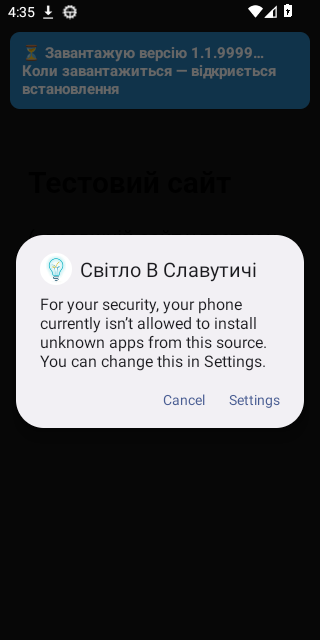 4:35
⏳ Завантажую версію 1.1.9999…
Коли завантажиться — відкриється
встановлення
Тестовий сайт
Світло В Славутичі
For your security, your phone
currently isn’t allowed to install
unknown apps from this source.
You can change this in Settings.
Cancel
Settings